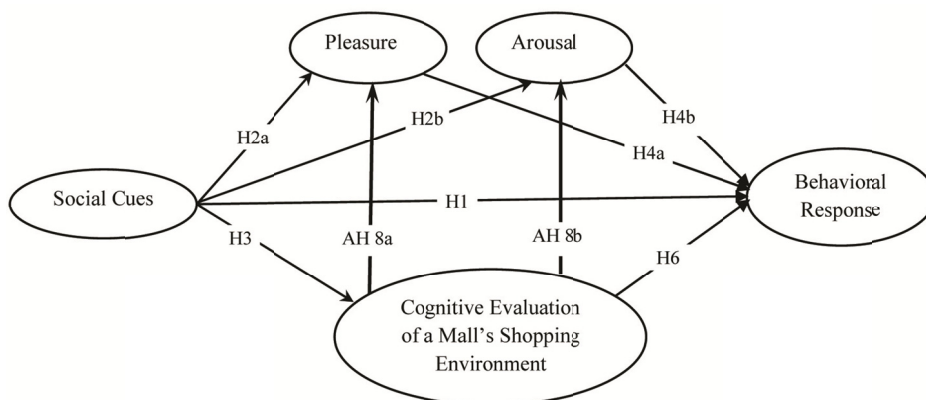 Pleasure
Arousal
H2a
H2b
H4b
H4a
Social Cues
H1
Behavioral
Response
H3
AH 8a
AH 8b
H6
Cognitive Evaluation
of a Mall's Shopping
Environment